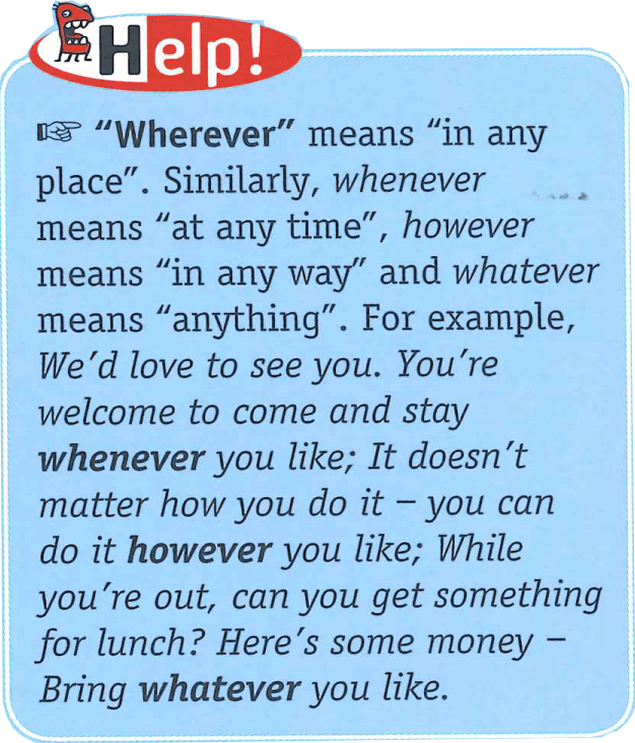 Help!
☞ “Wherever” means “in any
place”. Similarly, whenever
means “at any time”, however
means “in any way” and whatever
means “anything”. For example,
We’d love to see you. You’re
welcome to come and stay
whenever you like; It doesn’t
matter how you do it – you can
do it however you like; While
you’re out, can you get something
for lunch? Here’s some money –
Bring whatever you like.